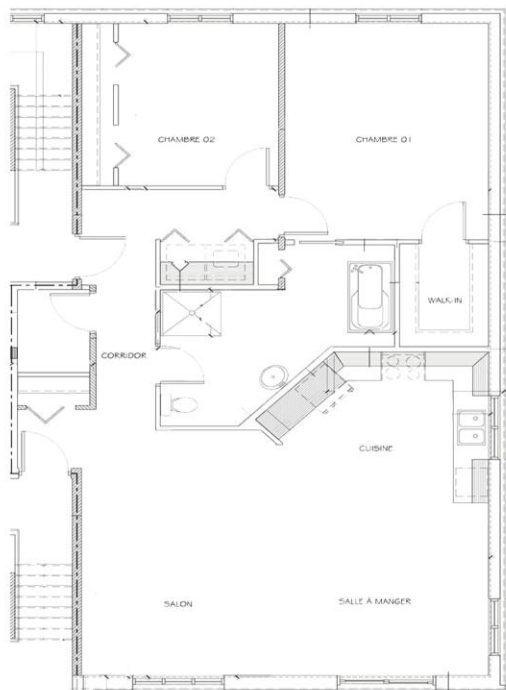 CHAMBRE 02
CHAMBRE 01
WALK-IN
CORRIDOR
CUISINE
SALON
SALLE À MANGER